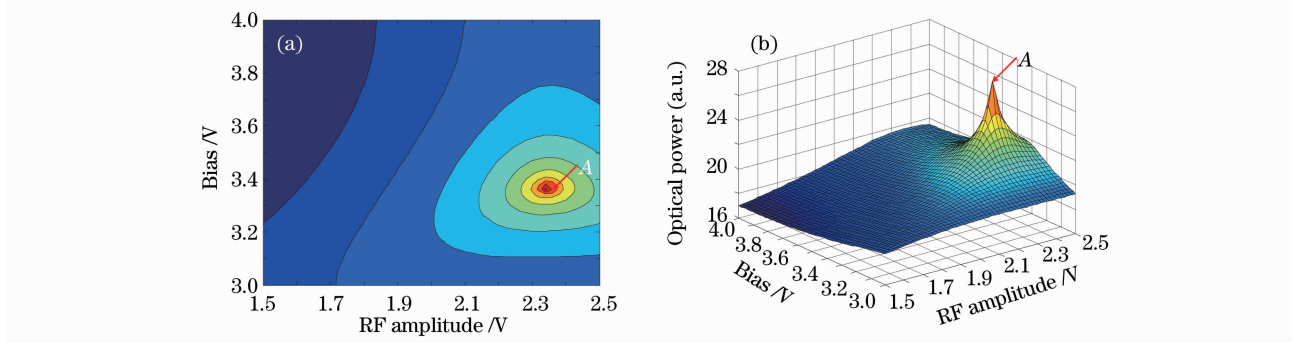 (a)
A
Bias /V
4.0
3.8
3.6
3.4
3.2
3.0
1.5 1.7 1.9 2.1 2.3 2.5
RF amplitude /V
(b)
A
Optical power (a.u.)
28
24
20
16
4.0 3.8 3.6 3.4 3.2 3.0
Bias /V
1.5 1.7 1.9 2.1 2.3 2.5
RF amplitude /V